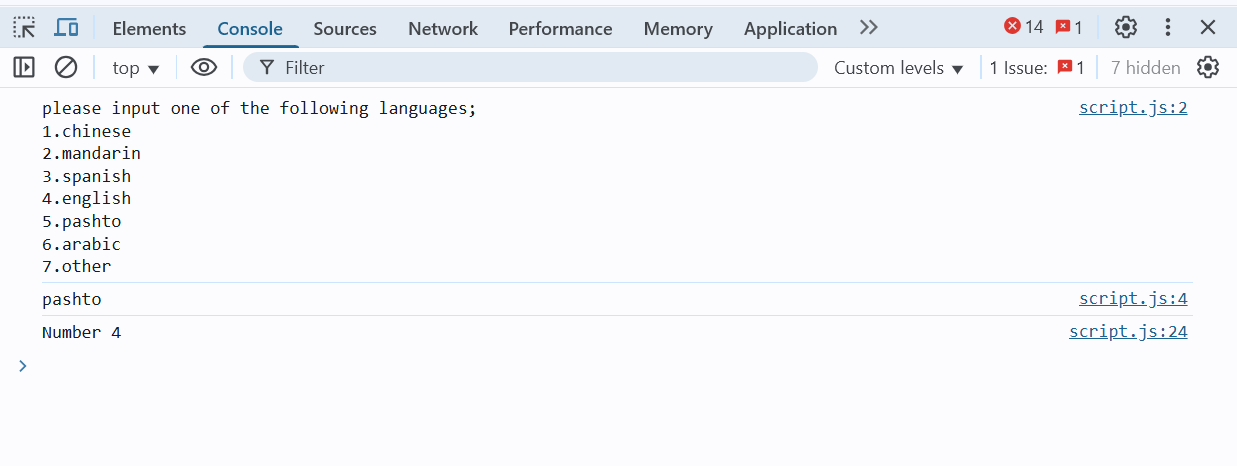 Elements Console Sources Network Performance Memory Application 14 1
top Filter Custom levels 1 Issue: 1 7 hidden
please input one of the following languages; script.js:2
1.chinese
2.mandarin
3.spanish
4.english
5.pashto
6.arabic
7.other
pashto script.js:4
Number 4 script.js:24